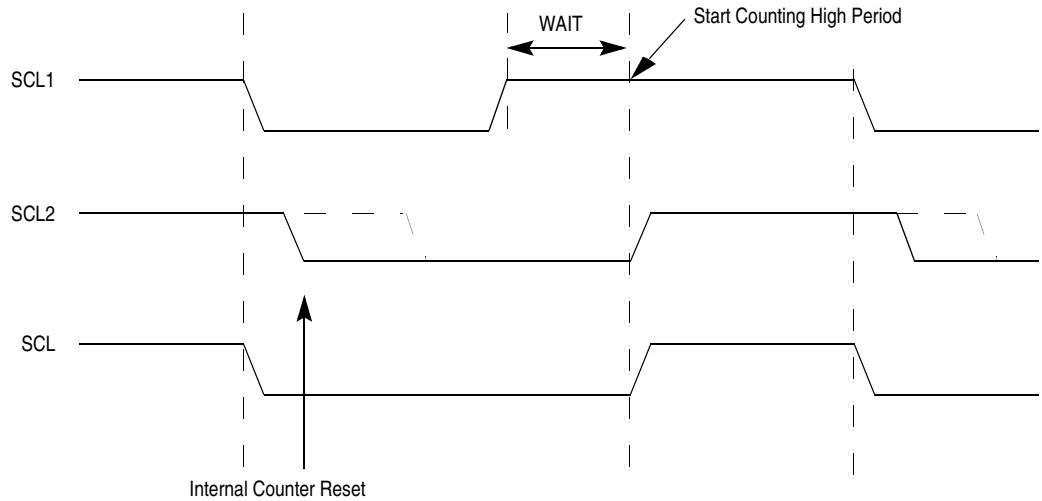 Start Counting High Period
WAIT
SCL1
SCL2
SCL
Internal Counter Reset